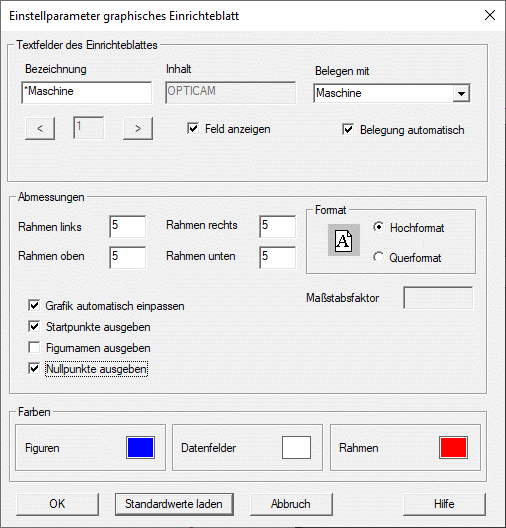 Einstellparameter graphisches Einrichteblatt
Textfelder des Einrichteblattes
Bezeichnung Inhalt Belegen mit
*Maschine OPTICAM Maschine
< 1 > Feld anzeigen Belegung automatisch
Abmessungen
Rahmen links 5 Rahmen rechts 5
Rahmen oben 5 Rahmen unten 5
Format
A
Hochformat
Querformat
Maßstabsfaktor
Grafik automatisch einpassen
Startpunkte ausgeben
Figurnamen ausgeben
Nullpunkte ausgeben
Farben
Figuren Datenfelder Rahmen
OK Standardwerte laden Abbruch Hilfe